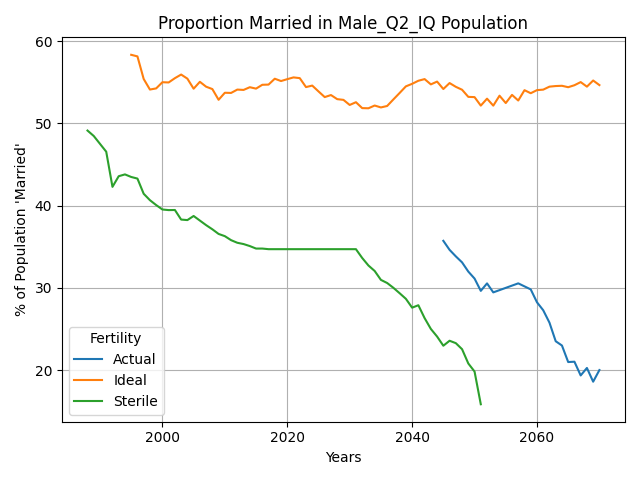 Proportion Married in Male_Q2_IQ Population
60
50
40
30
20
% of Population 'Married'
Fertility
Actual
Ideal
Sterile
2000
2020
2040
2060
Years